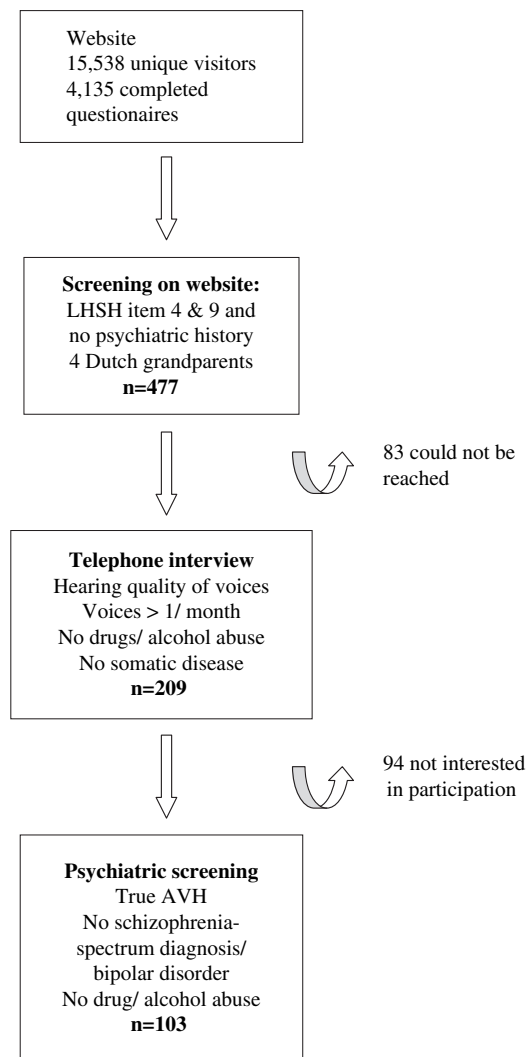 Website
15,538 unique visitors
4,135 completed
questionaires
Screening on website:
LHSH item 4 & 9 and
no psychiatric history
4 Dutch grandparents
n=477
83 could not be
reached
Telephone interview
Hearing quality of voices
Voices > 1/ month
No drugs/ alcohol abuse
No somatic disease
n=209
94 not interested
in participation
Psychiatric screening
True AVH
No schizophrenia-
spectrum diagnosis/
bipolar disorder
No drug/ alcohol abuse
n=103